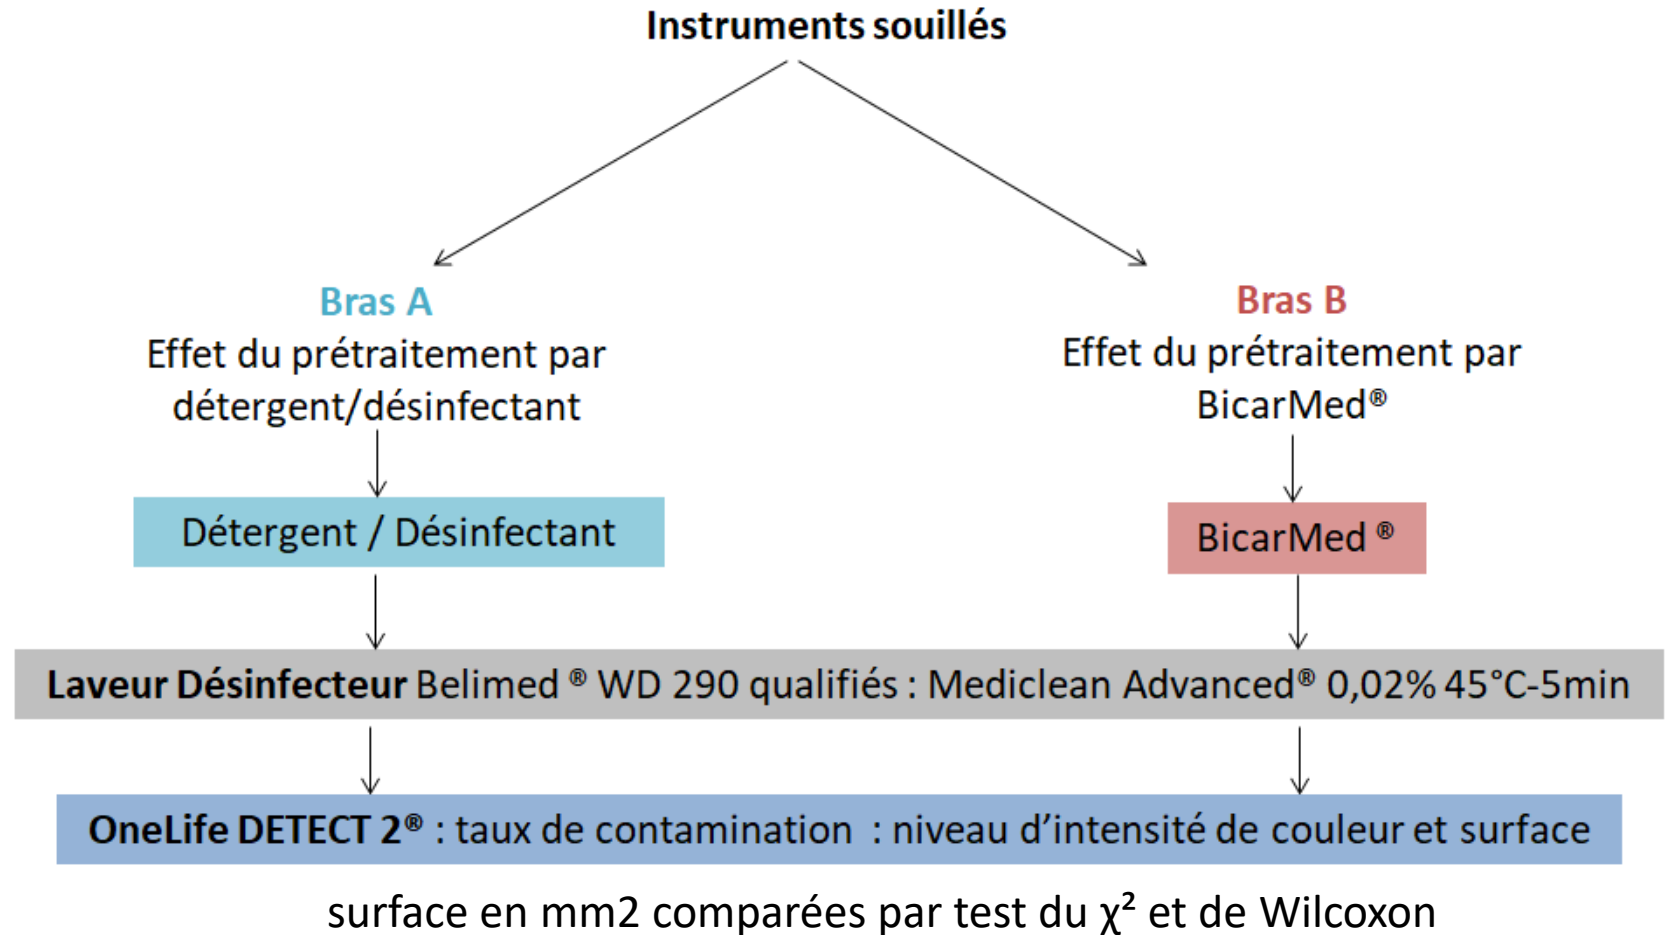 Instruments souillés
Bras A
Effet du prétraitement par
détergent/désinfectant
Bras B
Effet du prétraitement par
BicarMed®
Détergent / Désinfectant
BicarMed ®
Laveur Désinfecteur Belimed ® WD 290 qualifiés : Mediclean Advanced® 0,02% 45°C-5min
OneLife DETECT 2® : taux de contamination : niveau d’intensité de couleur et surface
surface en mm2 comparées par test du χ² et de Wilcoxon